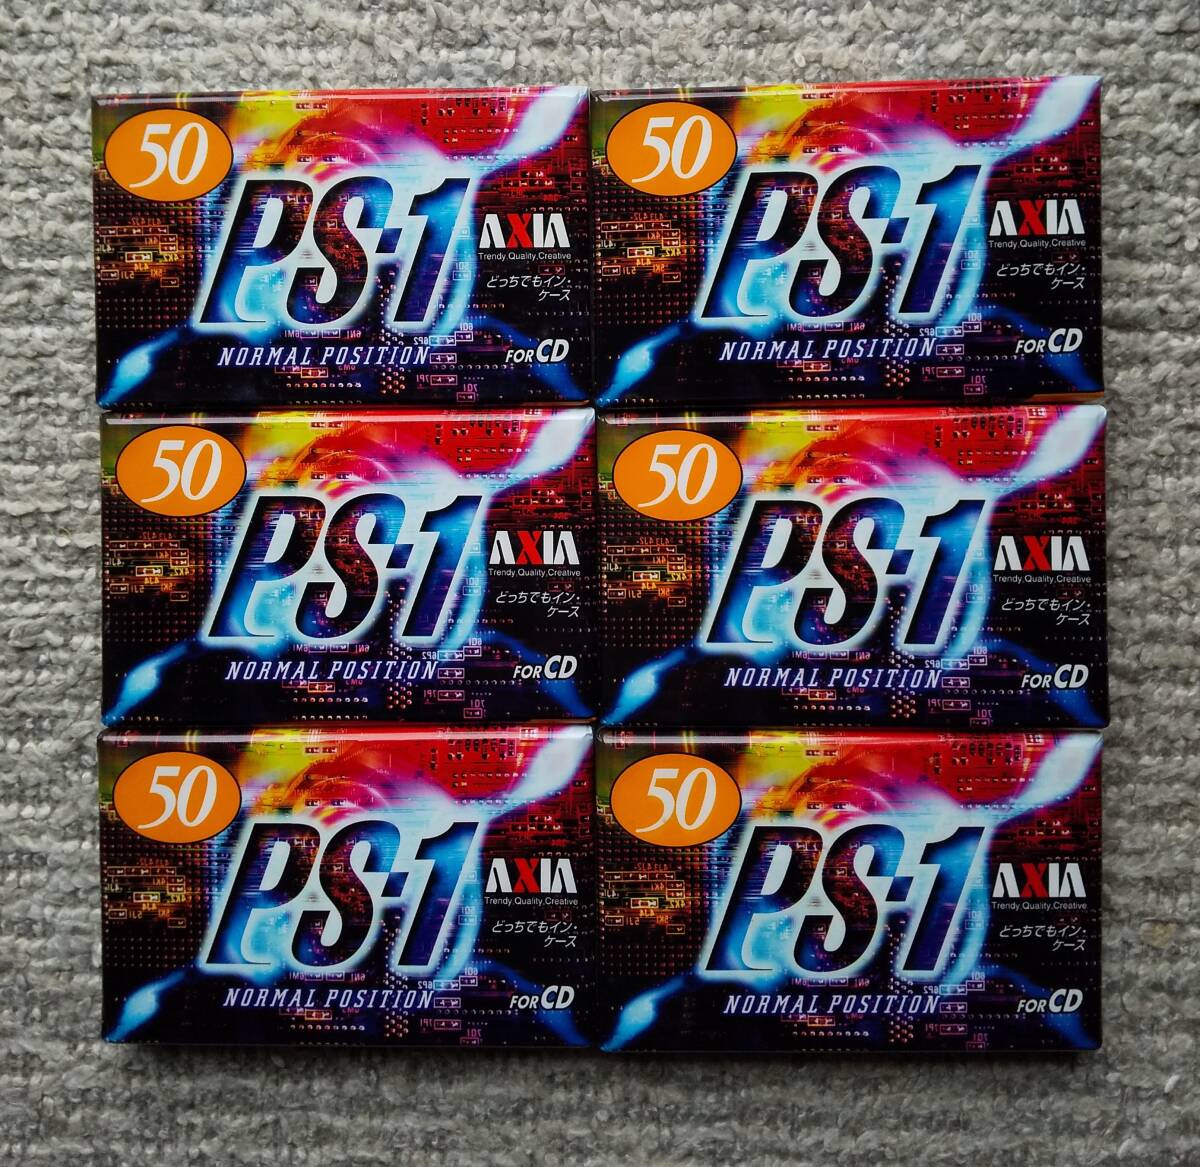 50
PS-1
AXIA
Trendy,Quality,Creative
どっちでもイン・
ケース
NORMAL POSITION
FOR CD
50
PS-1
AXIA
Trendy,Quality,Creative
どっちでもイン・
ケース
NORMAL POSITION
FOR CD
50
PS-1
AXIA
Trendy,Quality,Creative
どっちでもイン・
ケース
NORMAL POSITION
FOR CD
50
PS-1
AXIA
Trendy,Quality,Creative
どっちでもイン・
ケース
NORMAL POSITION
FOR CD
50
PS-1
AXIA
Trendy,Quality,Creative
どっちでもイン・
ケース
NORMAL POSITION
FOR CD
50
PS-1
AXIA
Trendy,Quality,Creative
どっちでもイン・
ケース
NORMAL POSITION
FOR CD